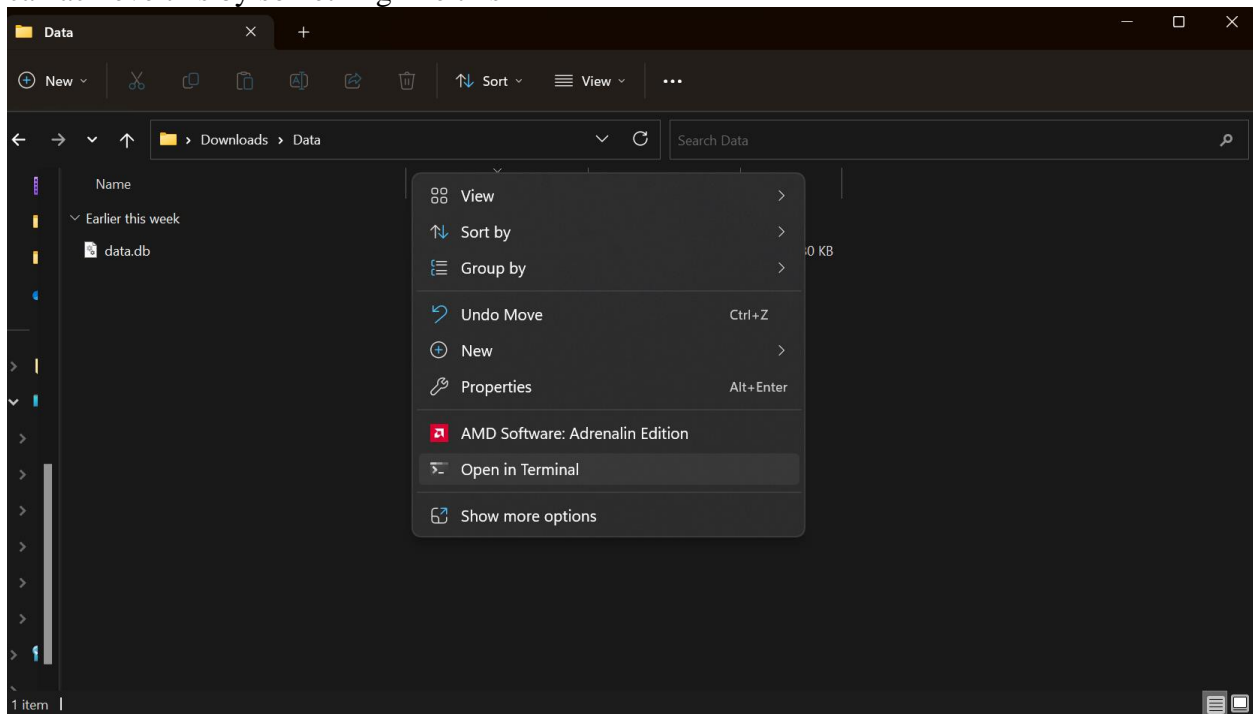 Data
New
Sort
View
Downloads > Data
Search Data
Name
Earlier this week
data.db
0 KB
View
Sort by
Group by
Undo Move Ctrl+Z
New
Properties Alt+Enter
AMD Software: Adrenalin Edition
Open in Terminal
Show more options
1 item